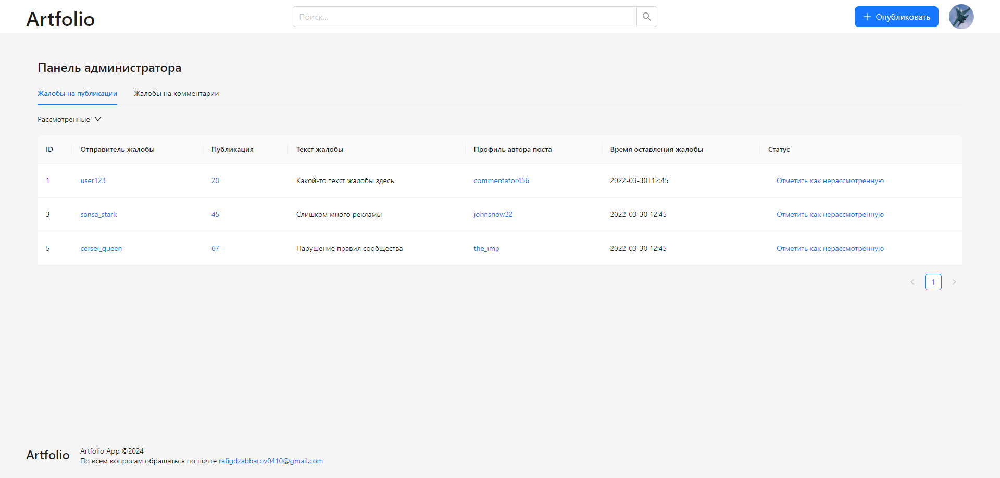 Artfolio
Поиск...
Опубликовать
Панель администратора
Жалобы на публикации Жалобы на комментарии
Рассмотренные
ID Отправитель жалобы Публикация Текст жалобы Профиль автора поста Время оставления жалобы Статус
1 user123 20 Какой-то текст жалобы здесь commentator456 2022-03-30T12:45 Отметить как нерассмотренную
3 sansa_stark 45 Слишком много рекламы johnsnow22 2022-03-30 12:45 Отметить как нерассмотренную
5 cersei_queen 67 Нарушение правил сообщества the_imp 2022-03-30 12:45 Отметить как нерассмотренную
< 1 >
Artfolio
Artfolio App ©2024
По всем вопросам обращаться по почте rafigdzabbarov0410@gmail.com